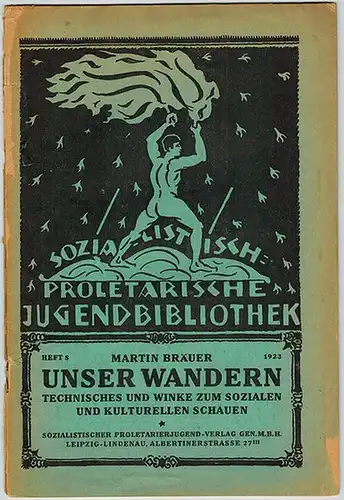 SOZIALISTISCH-
PROLETARISCHE
JUGENDBIBLIOTHEK
HEFT 8 MARTIN BRÄUER 1923
UNSER WANDERN
TECHNISCHES UND WINKE ZUM SOZIALEN
UND KULTURELLEN SCHAUEN
SOZIALISTISCHER PROLETARIERJUGEND-VERLAG GEN.M.B.H.
LEIPZIG-LINDENAU, ALBERTINERSTRASSE 27III